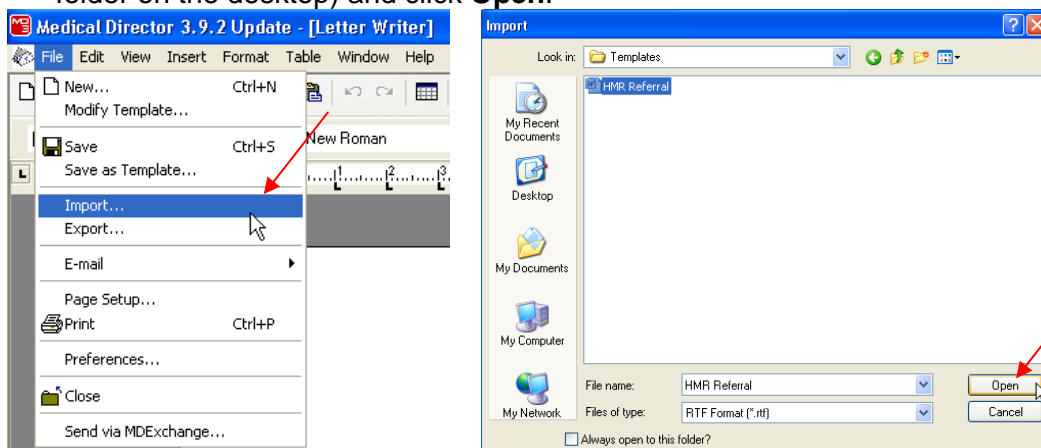 folder on the desktop) and click Open.
Medical Director 3.9.2 Update - [Letter Writer]
File Edit View Insert Format Table Window Help
New... Ctrl+N
Modify Template...
New Roman
Save Ctrl+S
Save as Template...
1 2 3
Import...
Export...
E-mail
Page Setup...
Print Ctrl+P
Preferences...
Close
Send via MDExchange...
Import
Look in: Templates
HMR Referral
My Recent
Documents
Desktop
My Documents
My Computer
My Network
File name: HMR Referral Open
Files of type: RTF Format (*.rtf) Cancel
Always open to this folder?